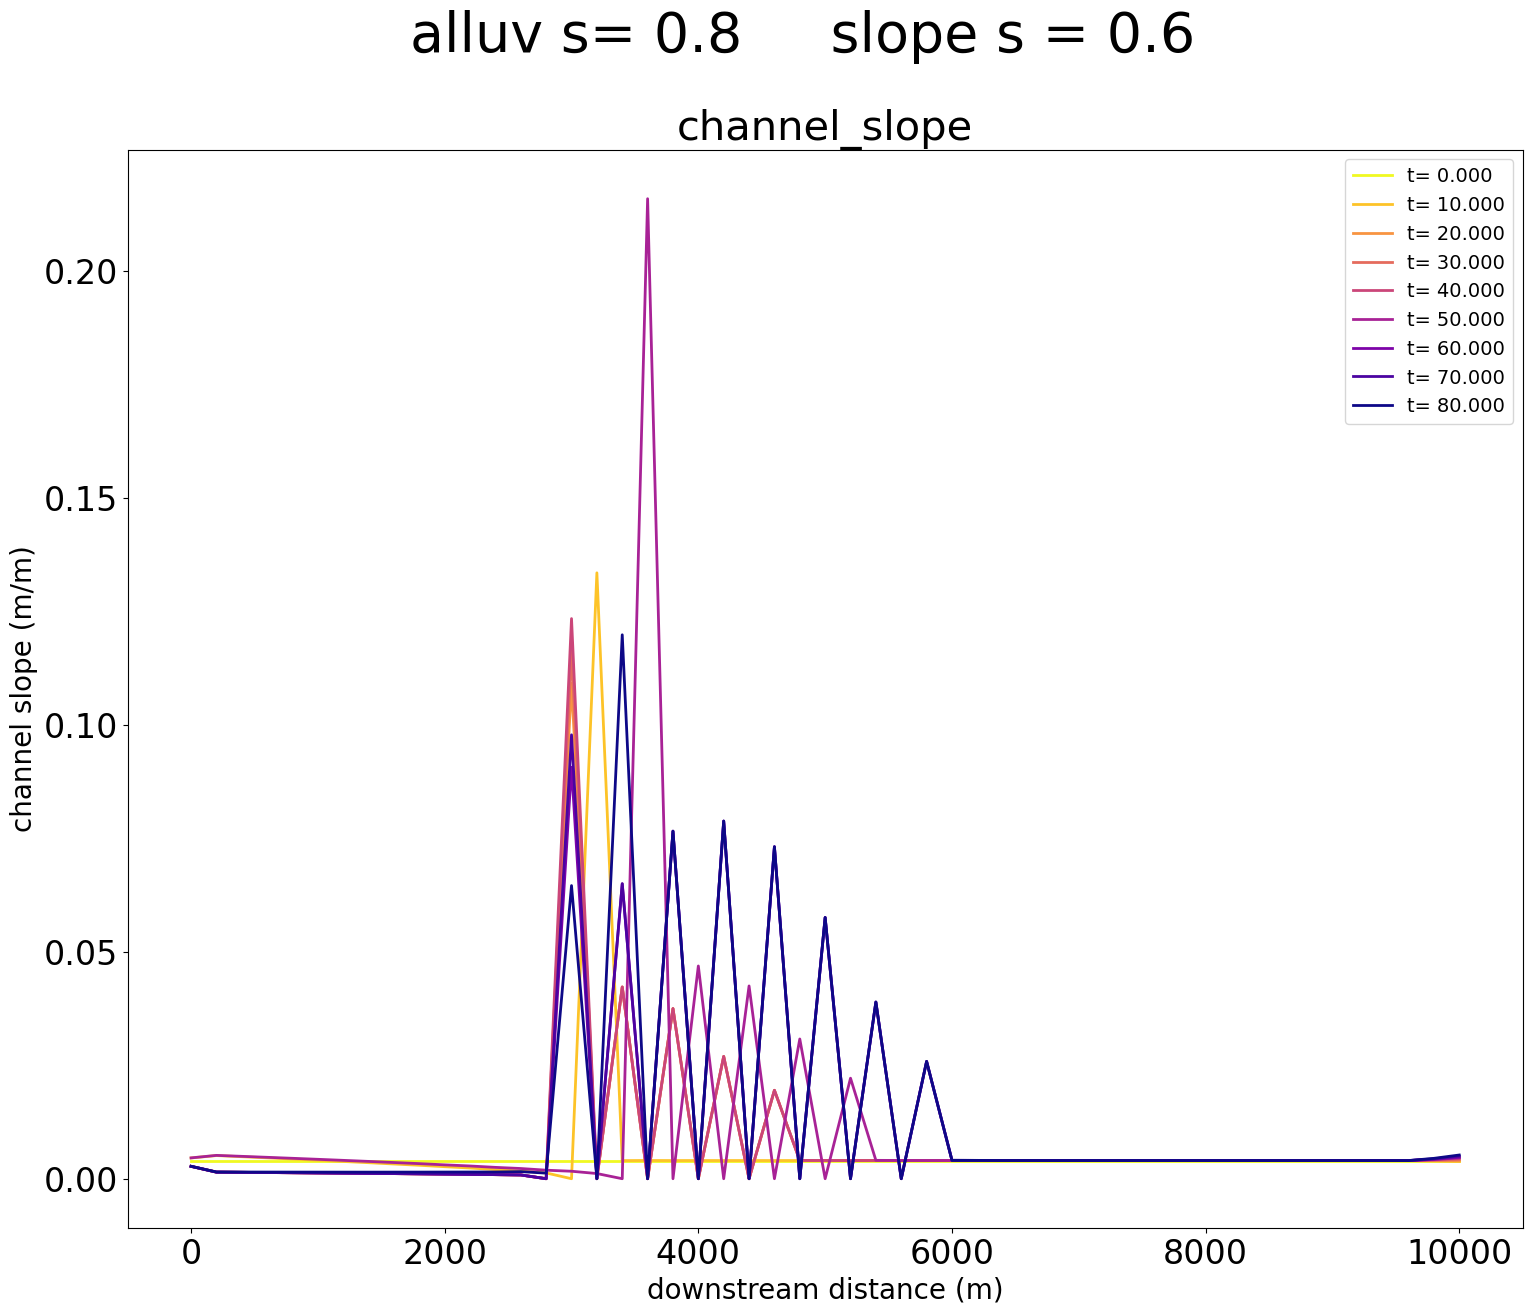 alluv s= 0.8 slope s = 0.6
channel_slope
t= 0.000
t= 10.000
t= 20.000
t= 30.000
t= 40.000
t= 50.000
t= 60.000
t= 70.000
t= 80.000
channel slope (m/m)
0.20
0.15
0.10
0.05
0.00
0 2000 4000 6000 8000 10000
downstream distance (m)